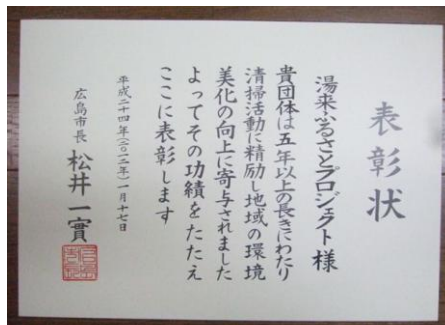 表彰状
湯来ふるさとプロジェクト様
貴団体は五年以上の長きにわたり
清掃活動に精励し地域の環境
美化の向上に寄与されました
よってその功績をたたえ
ここに表彰します
平成二十四年(二〇一二年)一月十七日
広島市長 松井一實